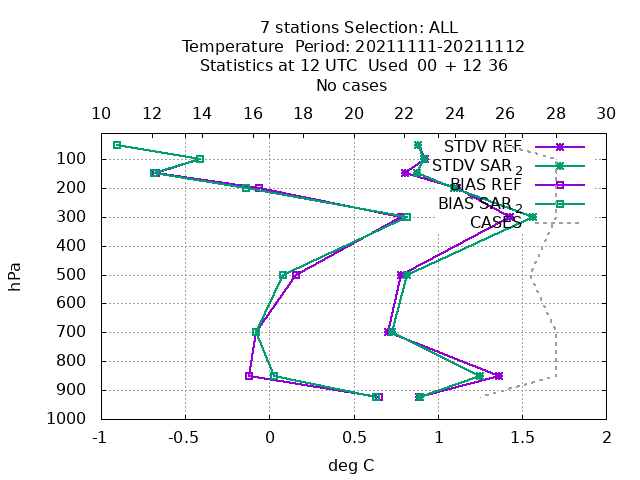 7 stations Selection: ALL
Temperature  Period: 20211111-20211112
Statistics at 12 UTC  Used  00 + 12 36
No cases
10 12 14 16 18 20 22 24 26 28 30
STDV REF
STDV SAR 2
BIAS REF
BIAS SAR 2
CASES
100
200
300
400
500
600
700
800
900
1000
hPa
-1 -0.5 0 0.5 1 1.5 2
deg C